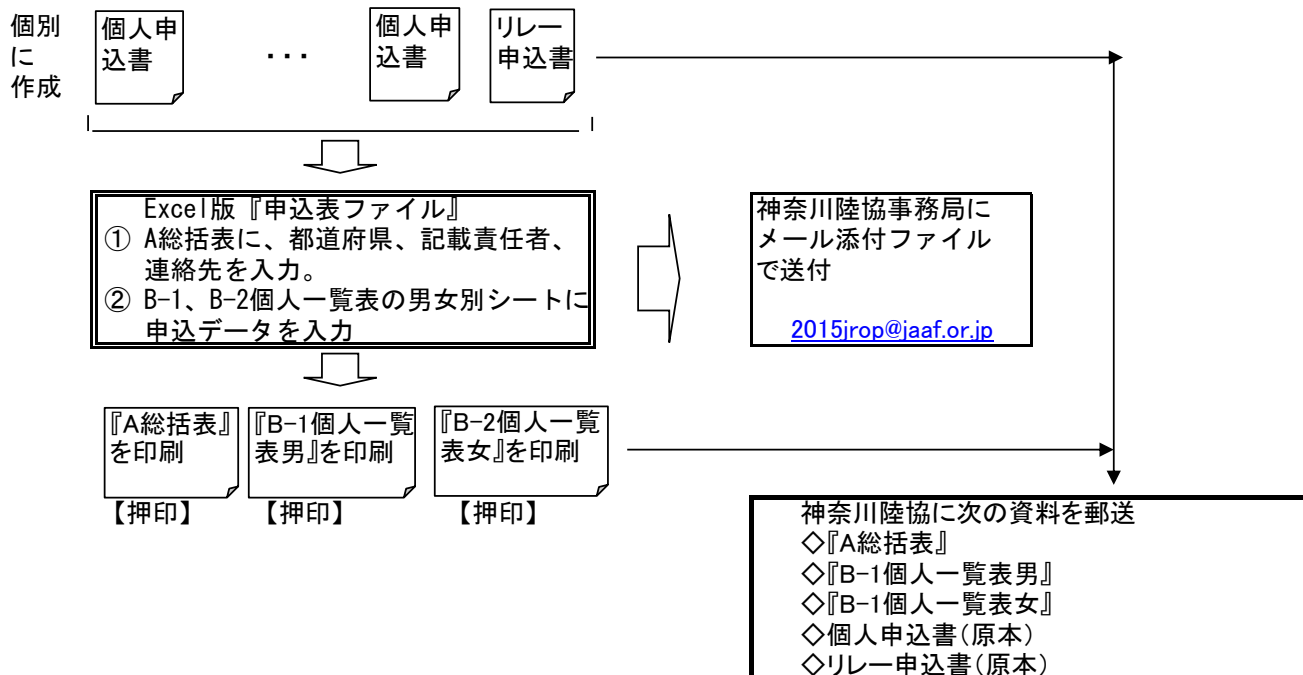 個別
に
作成
個人申
込書
・・・
個人申
込書
リレー
申込書
Excel版『申込表ファイル』
① A総括表に、都道府県、記載責任者、
連絡先を入力。
② B-1、B-2個人一覧表の男女別シートに
申込データを入力
神奈川陸協事務局に
メール添付ファイル
で送付
2015jrop@jaaf.or.jp
『A総括表』
を印刷
『B-1個人一覧
表男』を印刷
『B-2個人一覧
表女』を印刷
【押印】
【押印】
【押印】
神奈川陸協に次の資料を郵送
◇『A総括表』
◇『B-1個人一覧表男』
◇『B-1個人一覧表女』
◇個人申込書(原本)
◇リレー申込書(原本)